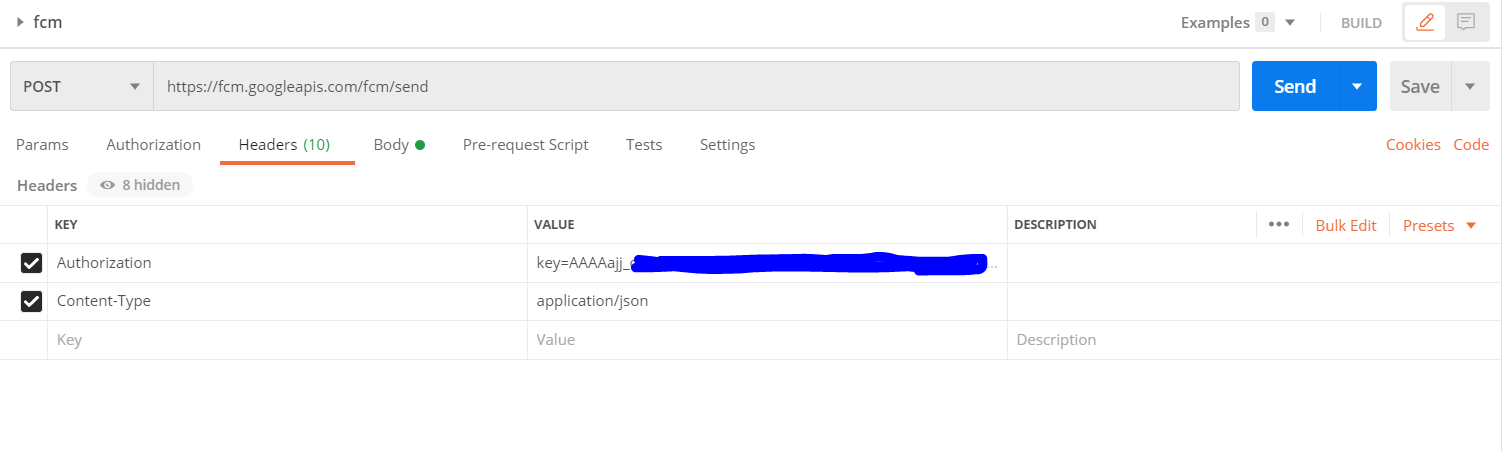 fcm Examples 0 BUILD
POST https://fcm.googleapis.com/fcm/send Send Save
Params Authorization Headers (10) Body Pre-request Script Tests Settings Cookies Code
Headers 8 hidden
KEY VALUE DESCRIPTION ••• Bulk Edit Presets
Authorization key=AAAAajj_ ...
Content-Type application/json
Key Value Description